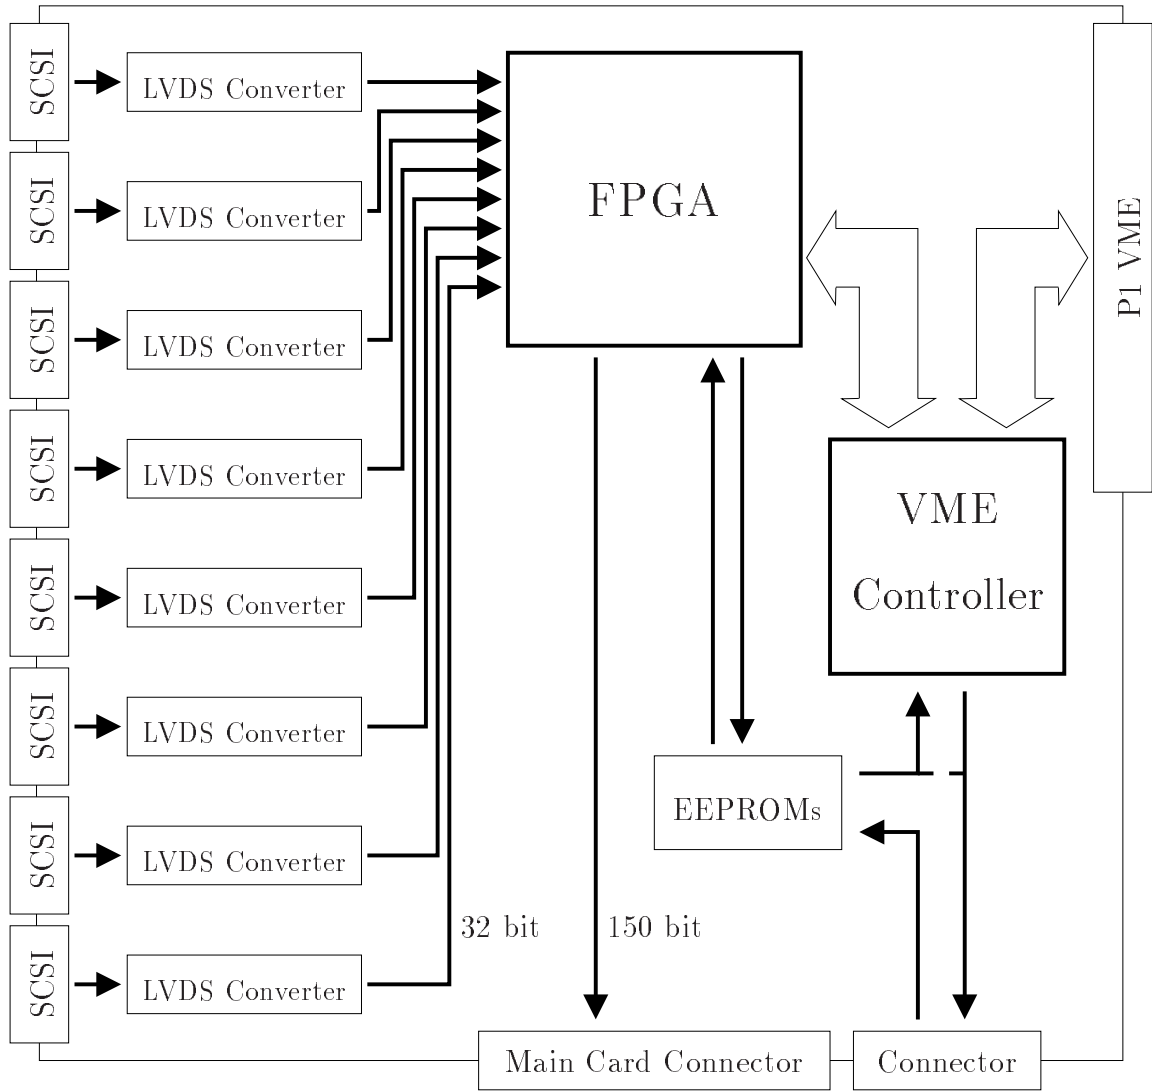 SCSI
LVDS Converter
SCSI
LVDS Converter
SCSI
LVDS Converter
SCSI
LVDS Converter
SCSI
LVDS Converter
SCSI
LVDS Converter
SCSI
LVDS Converter
SCSI
LVDS Converter
32 bit
150 bit
FPGA
P1 VME
VME
Controller
EEPROMs
Main Card Connector
Connector